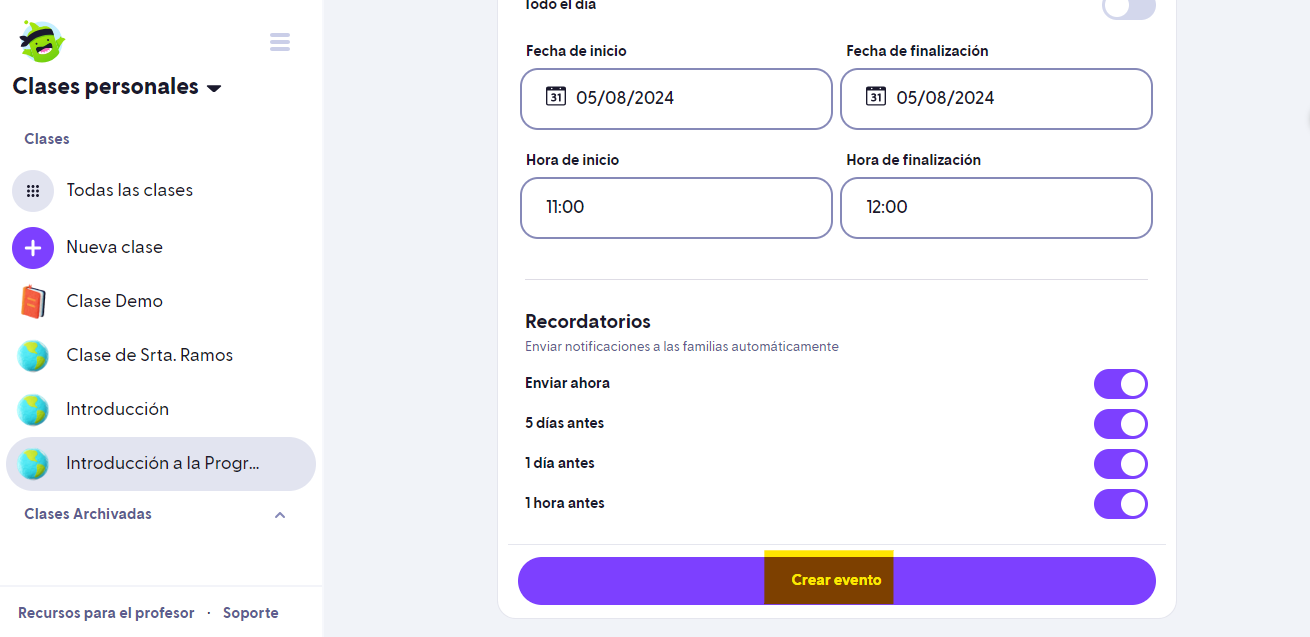 Clases personales
Clases
Todas las clases
Nueva clase
Clase Demo
Clase de Srta. Ramos
Introducción
Introducción a la Progr...
Clases Archivadas
Recursos para el profesor · Soporte
Todo el día
Fecha de inicio
Fecha de finalización
31 05/08/2024
31 05/08/2024
Hora de inicio
Hora de finalización
11:00
12:00
Recordatorios
Enviar notificaciones a las familias automáticamente
Enviar ahora
5 días antes
1 día antes
1 hora antes
Crear evento